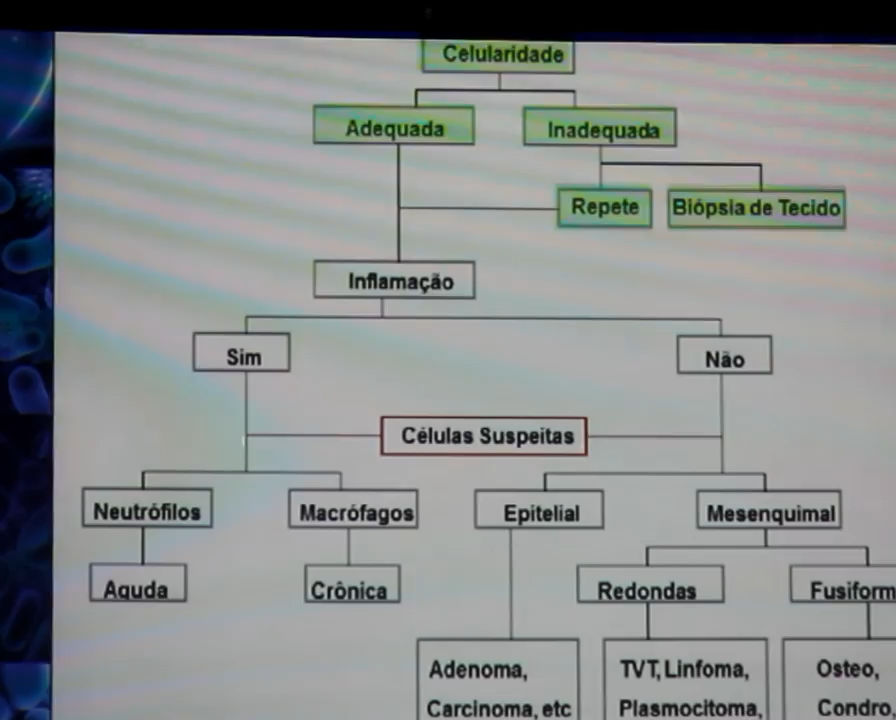 Celularidade
Adequada
Inadequada
Repete
Biópsia de Tecido
Inflamação
Sim
Não
Células Suspeitas
Neutrófilos
Macrófagos
Epitelial
Mesenquimal
Aguda
Crônica
Redondas
Fusiform
Adenoma,
Carcinoma, etc
TVT, Linfoma,
Plasmocitoma,
Osteo,
Condro,